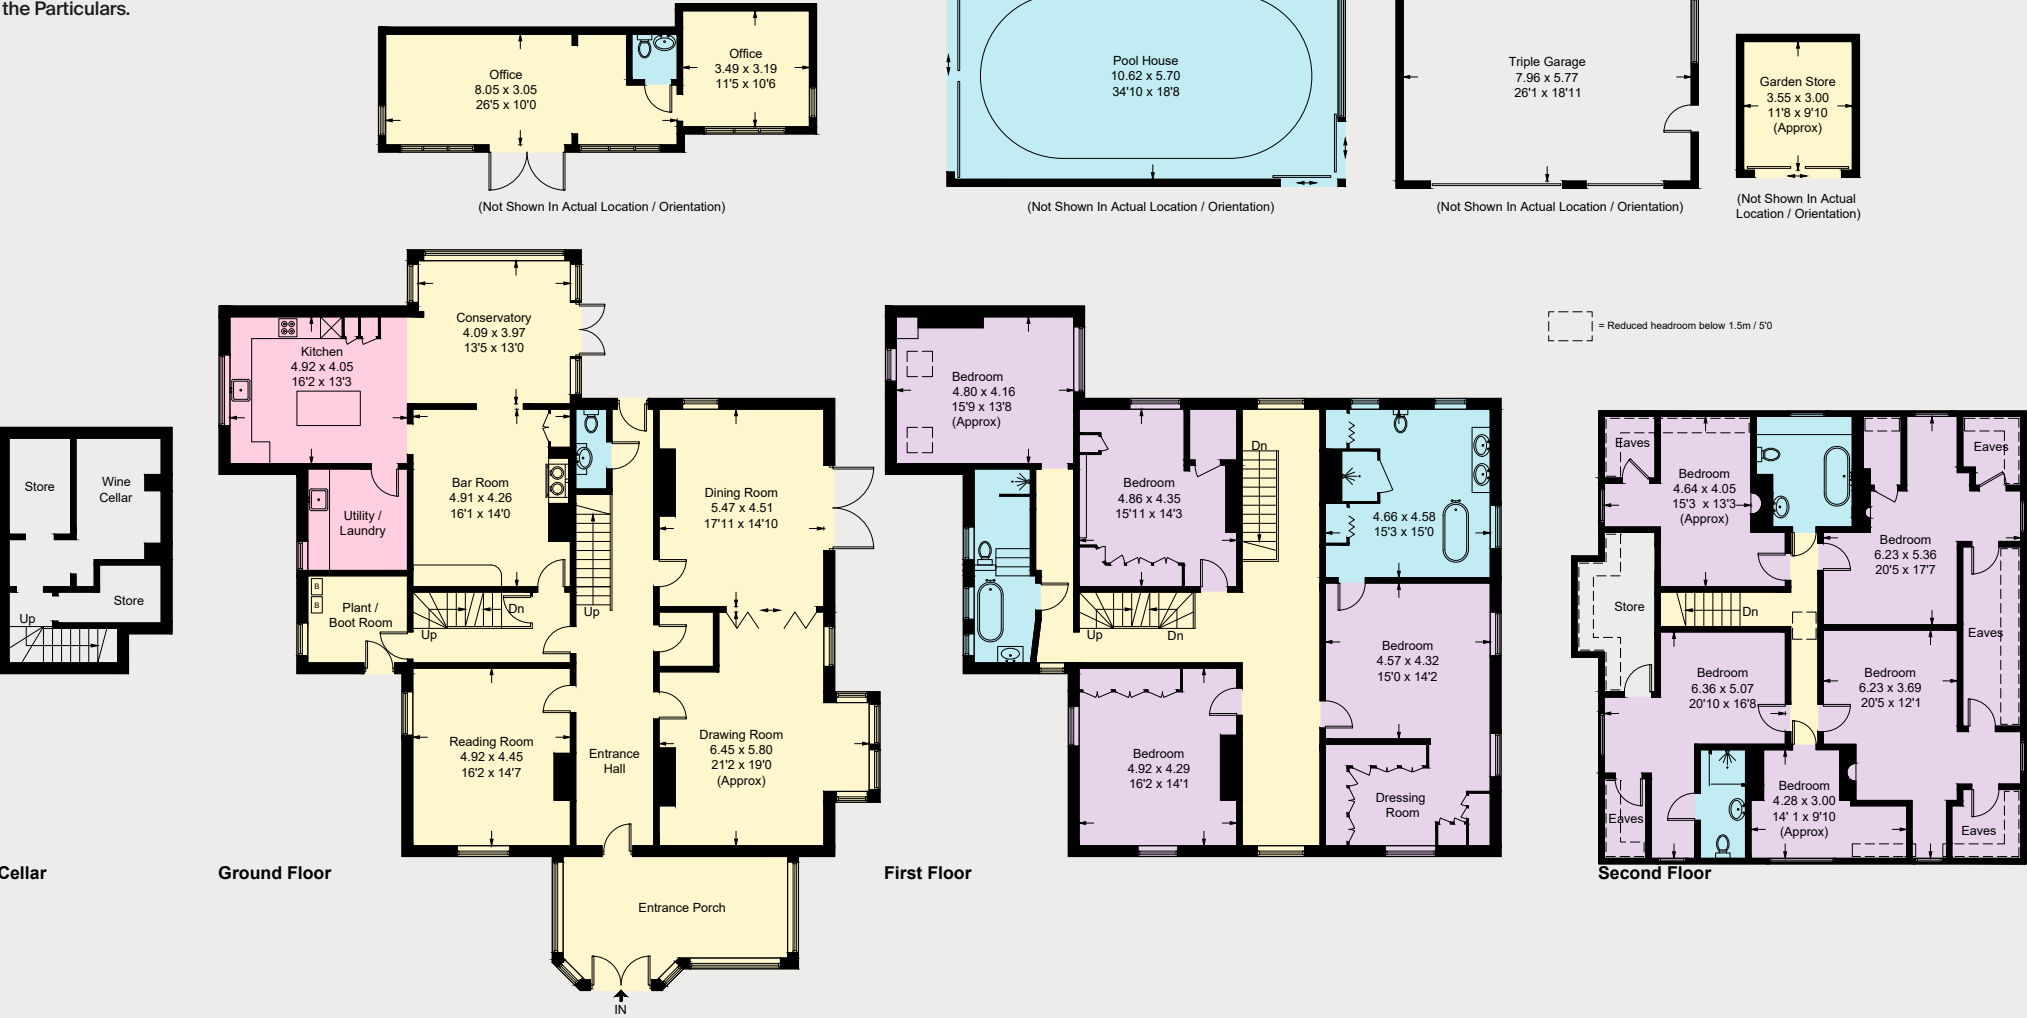 the Particulars.
Office
8.05 x 3.05
26'5 x 10'0
Office
3.49 x 3.19
11'5 x 10'6
(Not Shown In Actual Location / Orientation)
Pool House
10.62 x 5.70
34'10 x 18'8
(Not Shown In Actual Location / Orientation)
Triple Garage
7.96 x 5.77
26'1 x 18'11
(Not Shown In Actual Location / Orientation)
Garden Store
3.55 x 3.00
11'8 x 9'10
(Approx)
(Not Shown In Actual
Location / Orientation)
= Reduced headroom below 1.5m / 5'0
Store
Wine
Cellar
Store
Up
Cellar
Conservatory
4.09 x 3.97
13'5 x 13'0
Kitchen
4.92 x 4.05
16'2 x 13'3
Utility /
Laundry
Bar Room
4.91 x 4.26
16'1 x 14'0
Dining Room
5.47 x 4.51
17'11 x 14'10
B
B
Plant /
Boot Room
Up
Dn
Up
Reading Room
4.92 x 4.45
16'2 x 14'7
Entrance
Hall
Drawing Room
6.45 x 5.80
21'2 x 19'0
(Approx)
Entrance Porch
IN
Ground Floor
Bedroom
4.80 x 4.16
15'9 x 13'8
(Approx)
Bedroom
4.86 x 4.35
15'11 x 14'3
Dn
4.66 x 4.58
15'3 x 15'0
Up
Dn
Bedroom
4.57 x 4.32
15'0 x 14'2
Bedroom
4.92 x 4.29
16'2 x 14'1
Dressing
Room
First Floor
Eaves
Bedroom
4.64 x 4.05
15'3 x 13'3
(Approx)
Eaves
Bedroom
6.23 x 5.36
20'5 x 17'7
Store
Dn
Eaves
Bedroom
6.36 x 5.07
20'10 x 16'8
Bedroom
6.23 x 3.69
20'5 x 12'1
Bedroom
4.28 x 3.00
14' 1 x 9'10
(Approx)
Eaves
Eaves
Second Floor